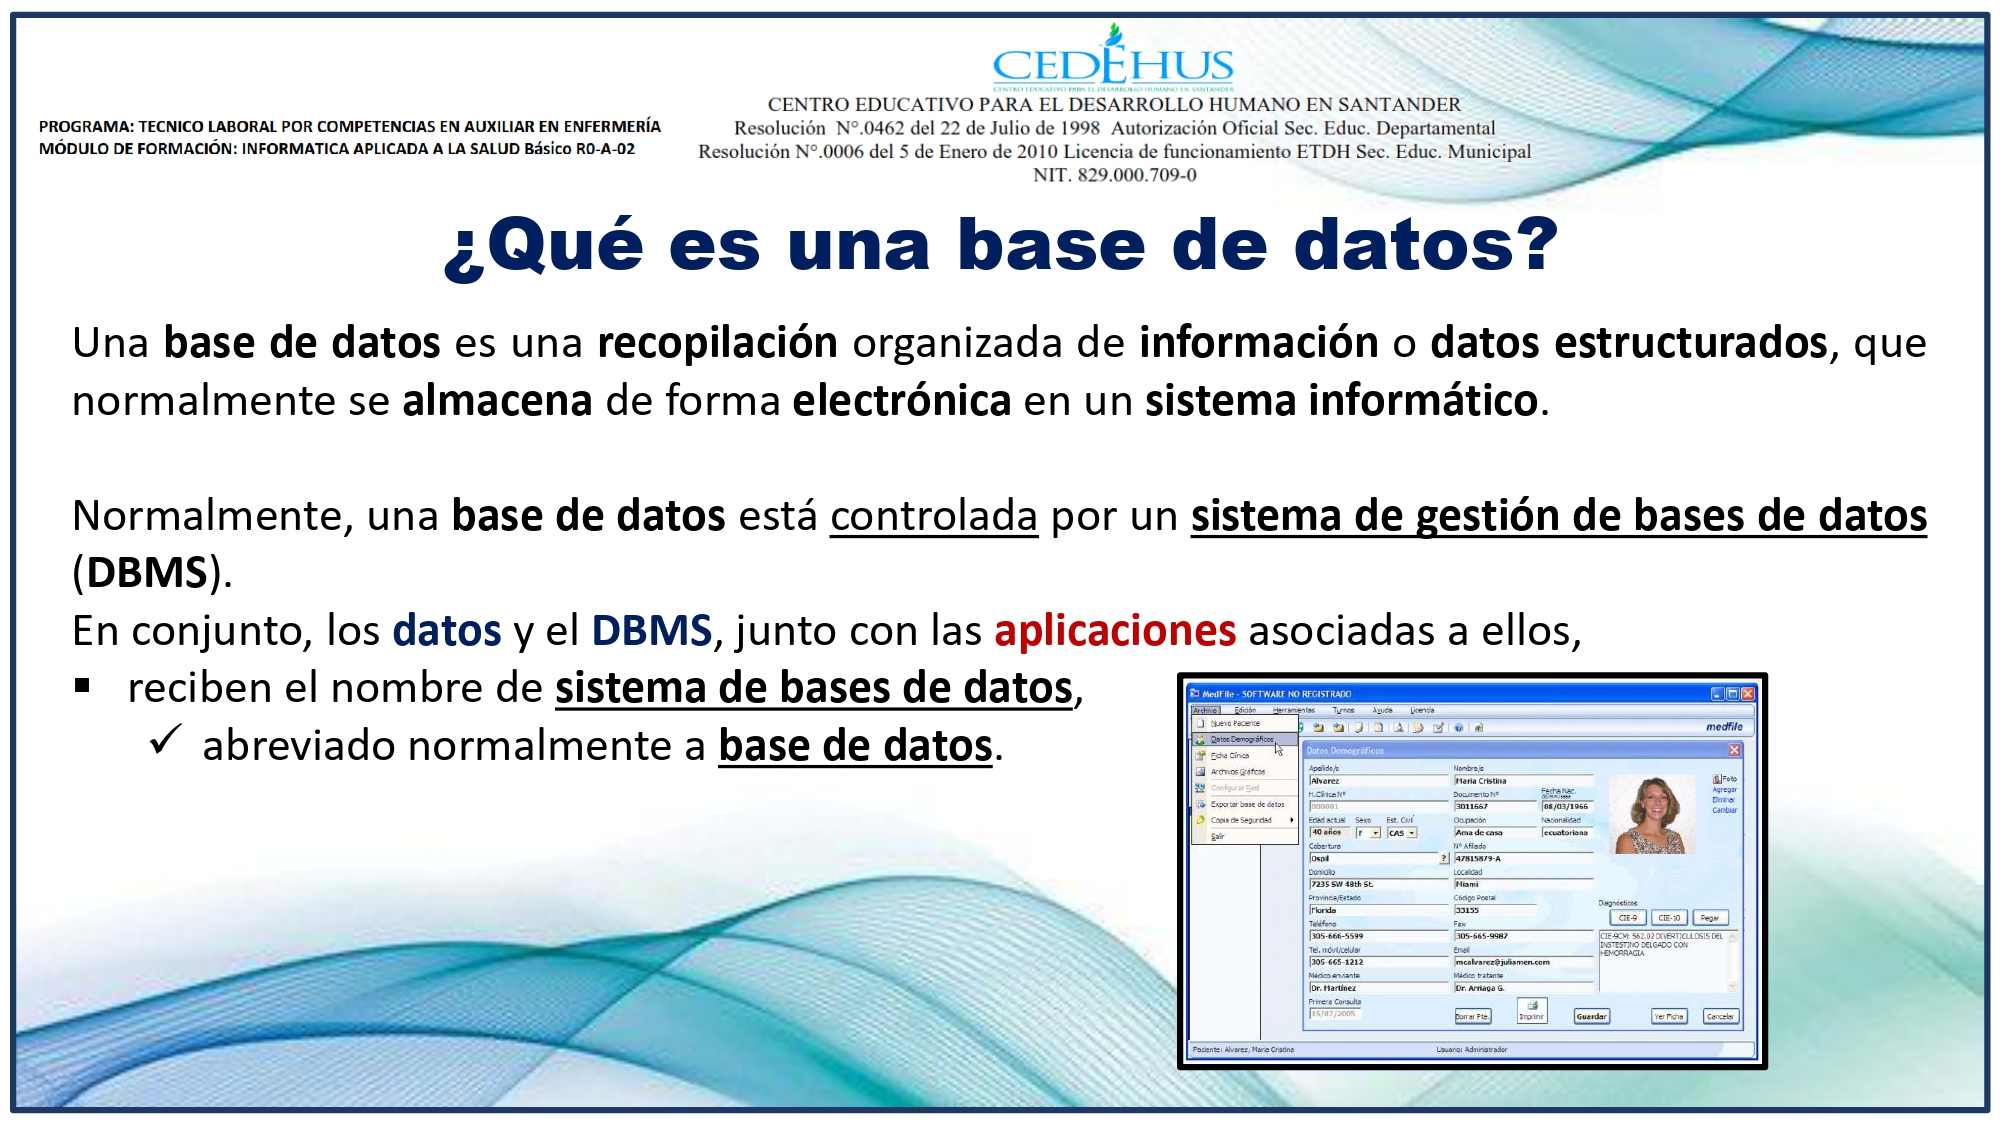 CEDEHUS
CENTRO EDUCATIVO PARA EL DESARROLLO HUMANO EN SANTANDER
CENTRO EDUCATIVO PARA EL DESARROLLO HUMANO EN SANTANDER
Resolución N°.0462 del 22 de Julio de 1998 Autorización Oficial Sec. Educ. Departamental
Resolución N°.0006 del 5 de Enero de 2010 Licencia de funcionamiento ETDH Sec. Educ. Municipal
NIT. 829.000.709-0
PROGRAMA: TECNICO LABORAL POR COMPETENCIAS EN AUXILIAR EN ENFERMERÍA
MÓDULO DE FORMACIÓN: INFORMATICA APLICADA A LA SALUD Básico R0-A-02
¿Qué es una base de datos?
Una base de datos es una recopilación organizada de información o datos estructurados, que
normalmente se almacena de forma electrónica en un sistema informático.
Normalmente, una base de datos está controlada por un sistema de gestión de bases de datos
(DBMS).
En conjunto, los datos y el DBMS, junto con las aplicaciones asociadas a ellos,
▪ reciben el nombre de sistema de bases de datos,
✓ abreviado normalmente a base de datos.
MedFile - SOFTWARE NO REGISTRADO
Archivo Edición Herramientas Turnos Ayuda Licencia
medfile
Nuevo Paciente
Datos Demográficos
Ficha Clínica
Archivos Gráficos
Configurar Red
Exportar base de datos
Copia de Seguridad
Salir
Datos Demográficos
Apellido/s Nombre/s
Alvarez Maria Cristina
H.Clínica Nº Documento Nº Fecha Nac.
000001 3011667 08/03/1966
Edad actual Sexo Est. Civil Ocupación Nacionalidad
40 años F CAS Ama de casa ecuatoriana
Cobertura Nº Afiliado
Ospil ? 47815879-A
Domicilio Localidad
7235 SW 48th St. Miami
Provincia/Estado Código Postal
Florida 33155
Teléfono Fax
305-666-5599 305-665-9987
Tel. móvil/celular Email
305-665-1212 mcalvarez@juliamen.com
Médico enviante Médico tratante
Dr. Martínez Dr. Arriaga G.
Primera Consulta
15/07/2005
Foto
Agregar
Eliminar
Cambiar
Diagnósticos
CIE-9 CIE-10 Pegar
CIE-9CM: 562.02 DIVERTICULOSIS DEL
INSTESTINO DELGADO CON
HEMORRAGIA
Borrar Pte. Imprimir Guardar Ver Ficha Cancelar
Paciente: Alvarez, Maria Cristina Usuario: Administrador